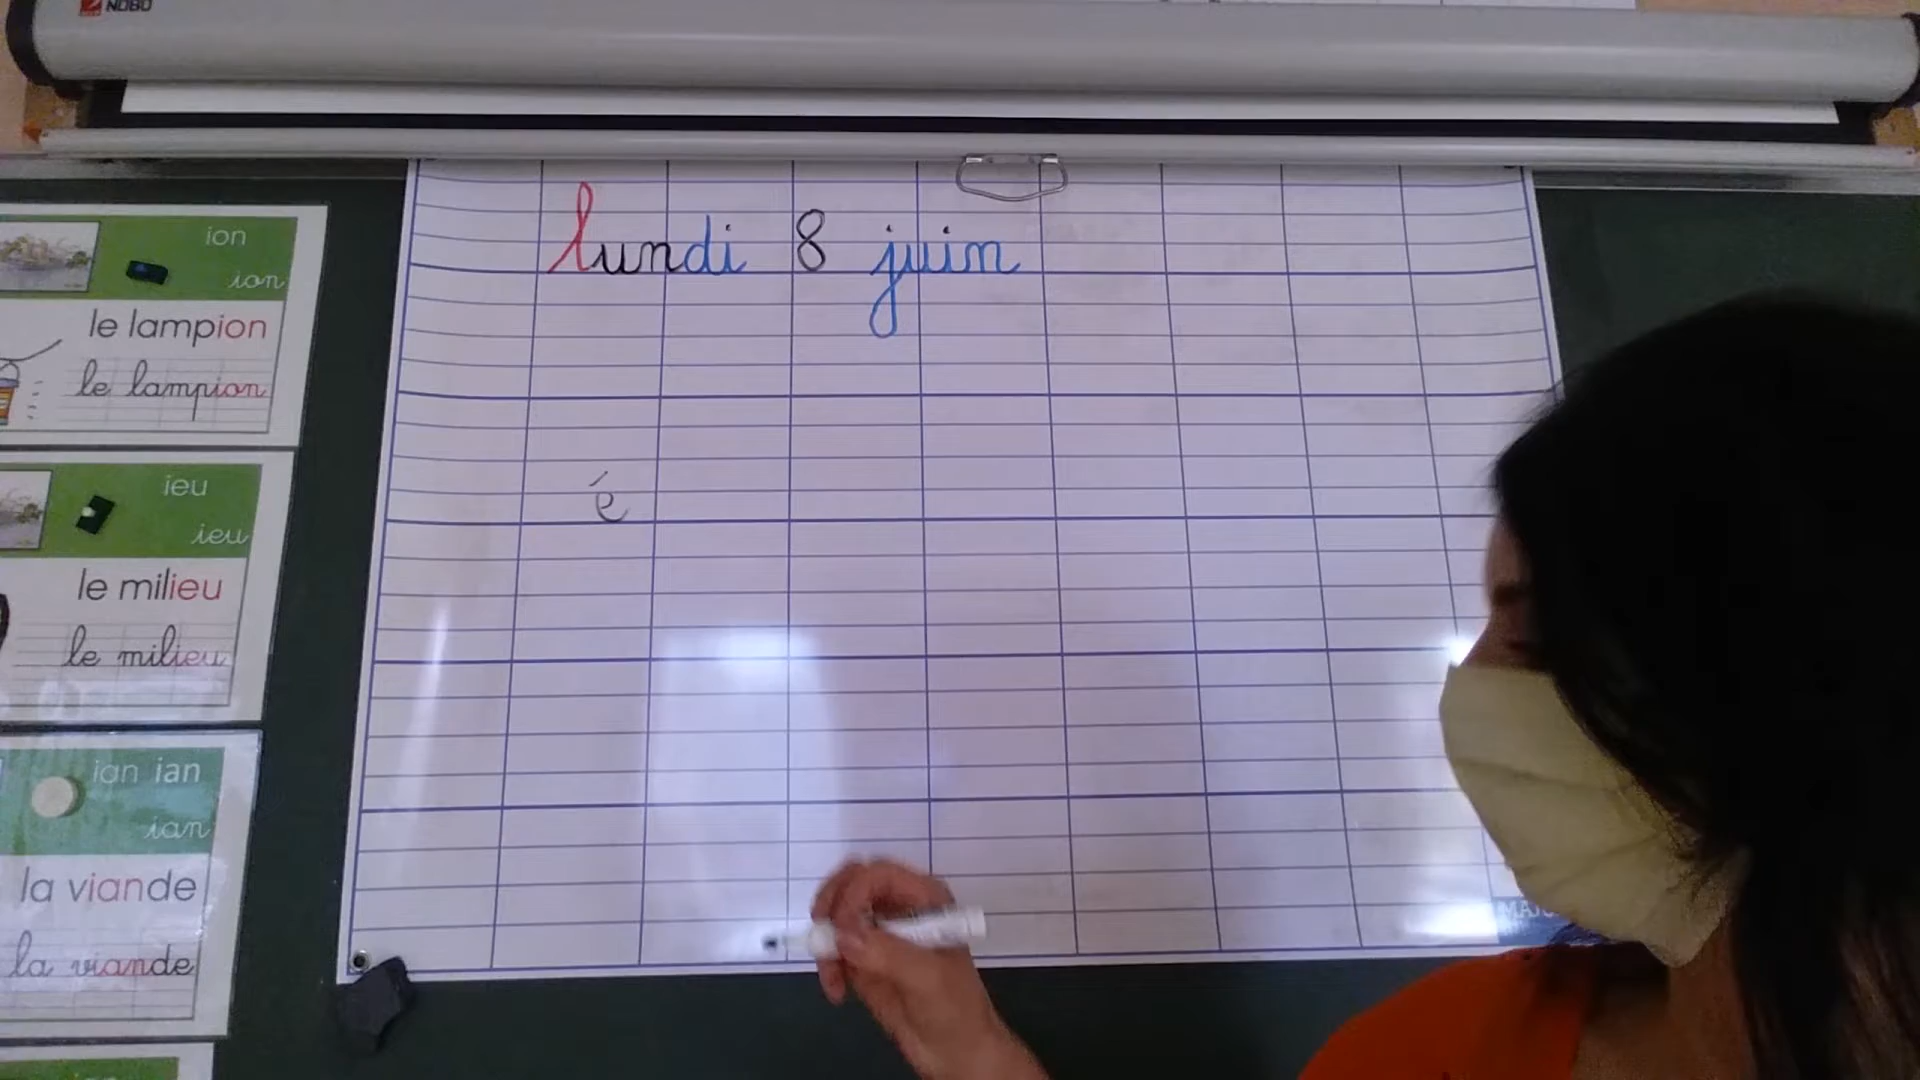 NOBO
lundi 8 juin
é
ion
ion
le lampion
le lampion
ieu
ieu
le milieu
le milieu
ian ian
ian
la viande
la viande